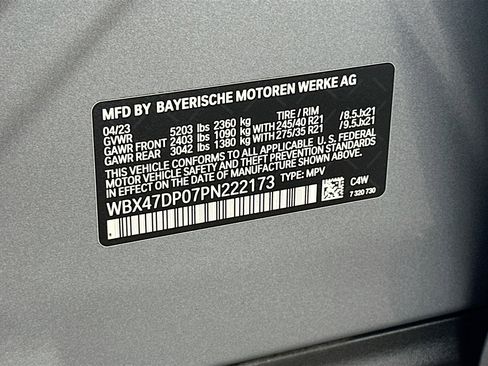 MFD BY BAYERISCHE MOTOREN WERKE AG
04/23 5203 lbs 2360 kg TIRE / RIM
GVWR
GAWR FRONT 2403 lbs 1090 kg WITH 245/40 R21 /8.5Jx21
GAWR REAR 3042 lbs 1380 kg WITH 275/35 R21 /9.5Jx21
THIS VEHICLE CONFORMS TO ALL APPLICABLE U.S. FEDERAL
MOTOR VEHICLE SAFETY AND THEFT PREVENTION STANDARDS
IN EFFECT ON THE DATE OF MANUFACTURE SHOWN ABOVE.
WBX47DP07PN222173 TYPE: MPV
C4W
7 320 730